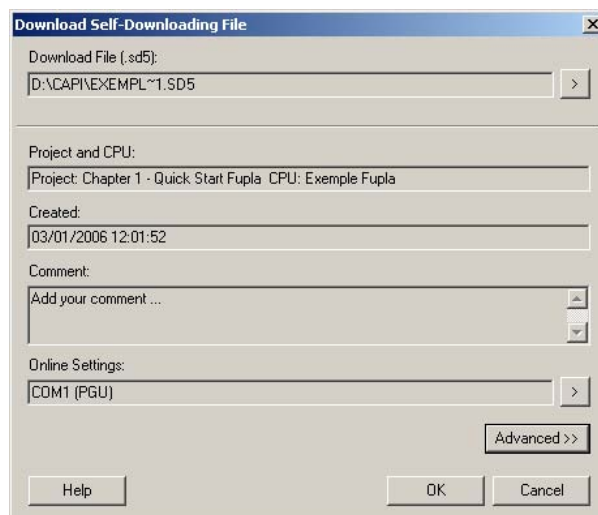 Download Self-Downloading File
Download File (.sd5):
D:\CAPI\EXEMPL~1.SD5
>
Project and CPU:
Project: Chapter 1 - Quick Start Fupla CPU: Exemple Fupla
Created:
03/01/2006 12:01:52
Comment:
Add your comment ...
Online Settings:
COM1 (PGU)
>
Advanced >>
Help
OK
Cancel